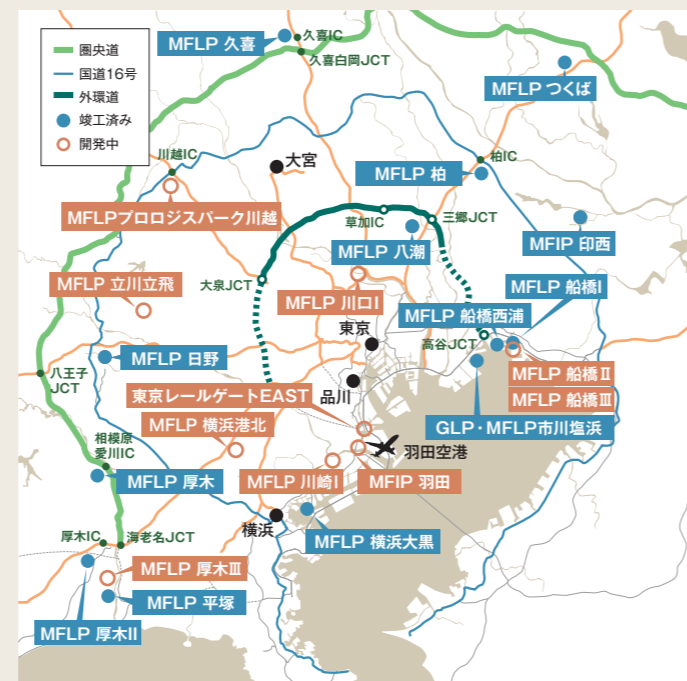 圏央道
国道16号
外環道
竣工済み
開発中
MFLP 久喜
久喜IC
久喜白岡JCT
MFLP つくば
川越IC
大宮
柏IC
MFLP 柏
MFLPプロロジスパーク川越
草加IC
三郷JCT
MFLP 八潮
MFIP 印西
MFLP 立川立飛
大泉JCT
MFLP 川口I
MFLP 船橋I
MFLP 船橋西浦
東京
高谷JCT
MFLP 日野
八王子
JCT
品川
MFLP 船橋Ⅱ
MFLP 船橋Ⅲ
東京レールゲートEAST
MFLP 横浜港北
GLP・MFLP市川塩浜
相模原
愛川IC
羽田空港
MFLP 厚木
MFLP 川崎I
MFIP 羽田
横浜
厚木IC
海老名JCT
MFLP 横浜大黒
MFLP 厚木Ⅲ
MFLP 平塚
MFLP 厚木II